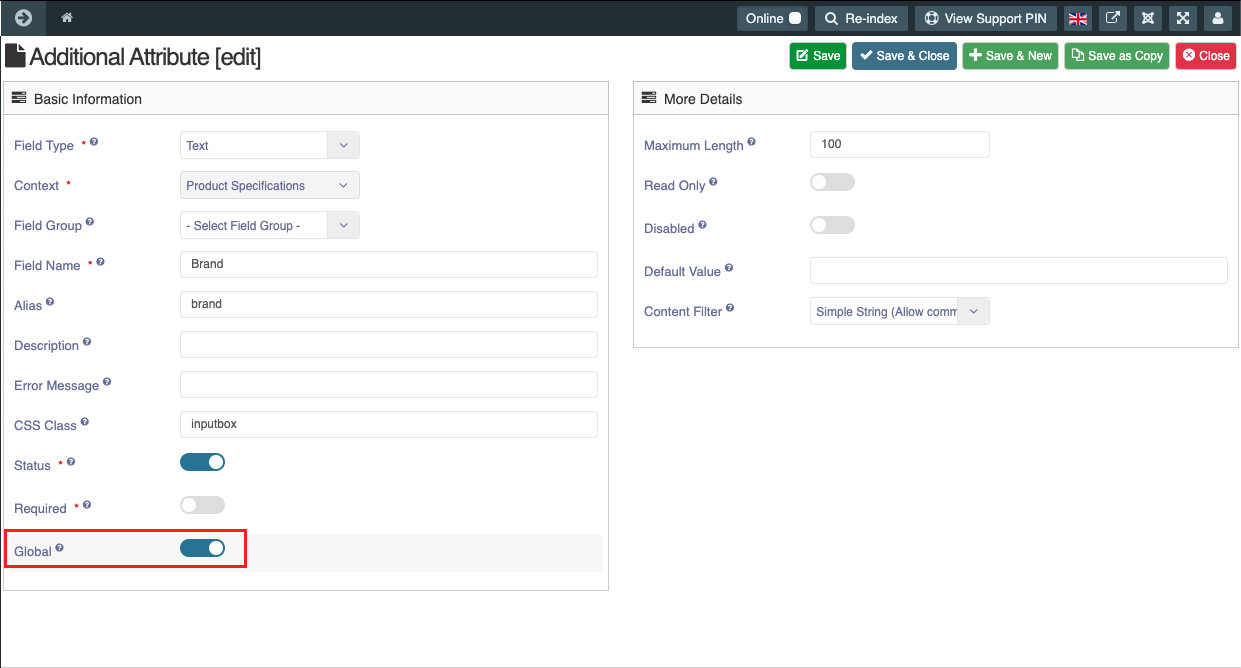 Online
Re-index
View Support PIN
Additional Attribute [edit]
Save
Save & Close
Save & New
Save as Copy
Close
Basic Information
Field Type * ?
Text
Context *
Product Specifications
Field Group ?
- Select Field Group -
Field Name * ?
Brand
Alias ?
brand
Description ?
Error Message ?
CSS Class ?
inputbox
Status * ?
Required * ?
Global ?
More Details
Maximum Length ?
100
Read Only ?
Disabled ?
Default Value ?
Content Filter ?
Simple String (Allow comm